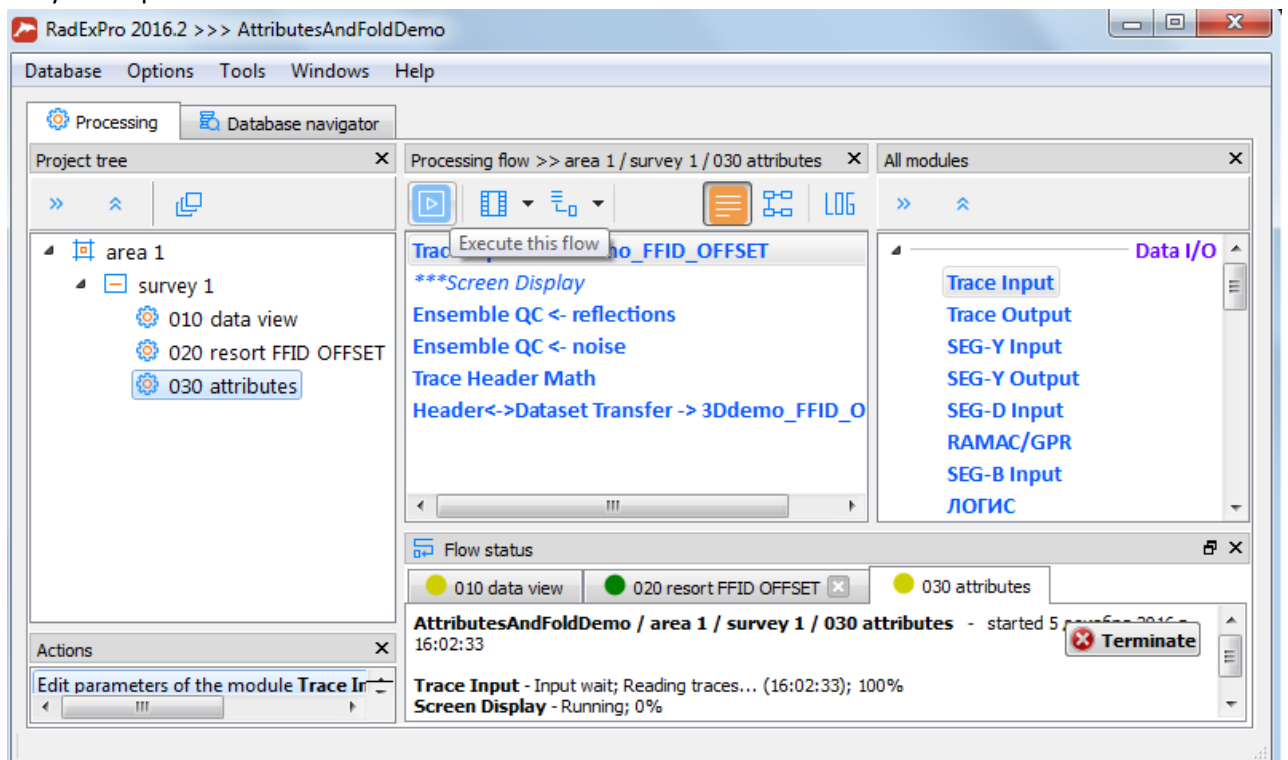 RadExPro 2016.2 >>> AttributesAndFoldDemo
Database Options Tools Windows Help
Processing Database navigator
Project tree
area 1
survey 1
010 data view
020 resort FFID OFFSET
030 attributes
Actions
Edit parameters of the module Trace
Processing flow >> area 1 / survey 1 / 030 attributes
LOG
Execute this flow
***Screen Display
Ensemble QC <- reflections
Ensemble QC <- noise
Trace Header Math
Header<->Dataset Transfer -> 3Ddemo_FFID_O
All modules
Data I/O
Trace Input
Trace Output
SEG-Y Input
SEG-Y Output
SEG-D Input
RAMAC/GPR
SEG-B Input
ЛОГИС
Flow status
010 data view 020 resort FFID OFFSET 030 attributes
AttributesAndFoldDemo / area 1 / survey 1 / 030 attributes - started 5
16:02:33
Terminate
Trace Input - Input wait; Reading traces... (16:02:33); 100%
Screen Display - Running; 0%